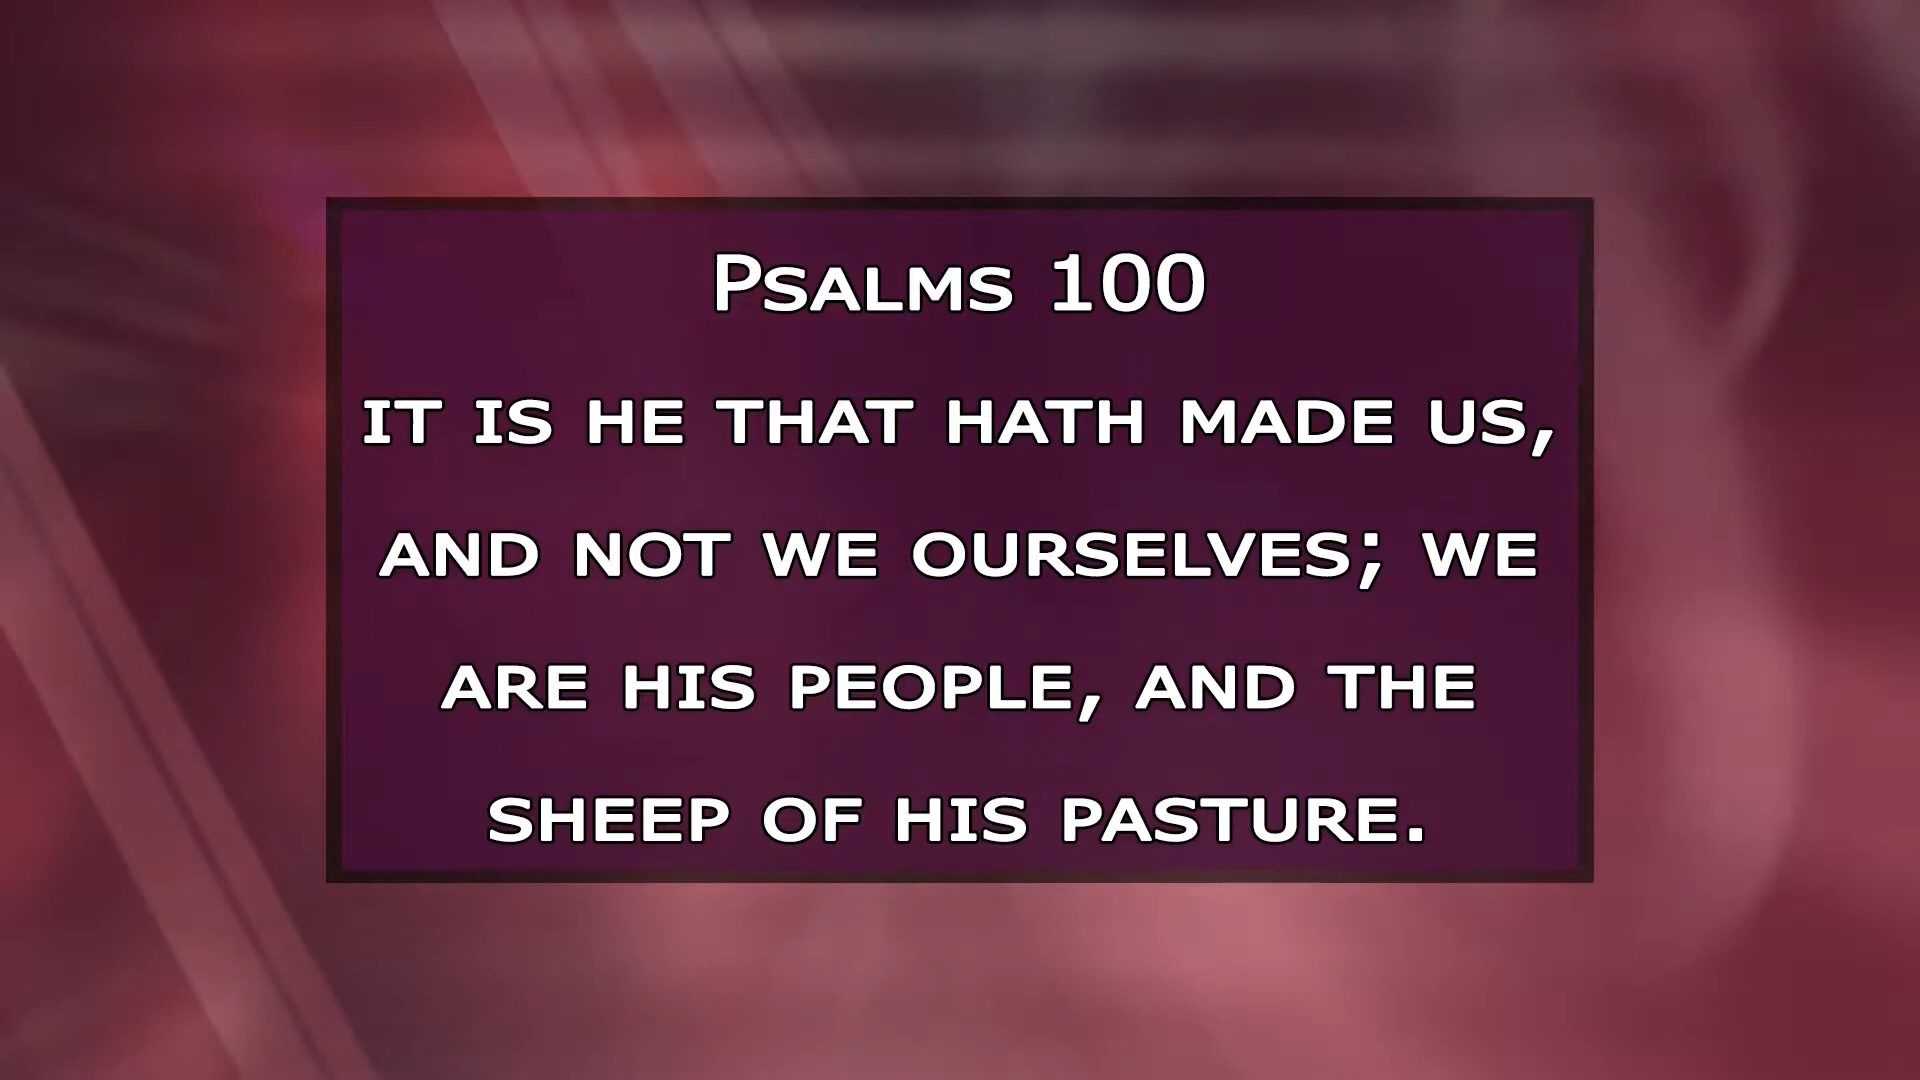 Psalms 100
it is he that hath made us,
and not we ourselves; we
are his people, and the
sheep of his pasture.